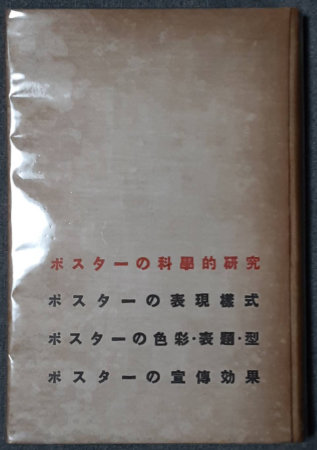 ポスターの科學的研究
ポスターの表現樣式
ポスターの色彩・表題・型
ポスターの宣傳効果